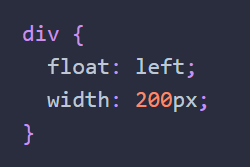 div {
  float: left;
  width: 200px;
}